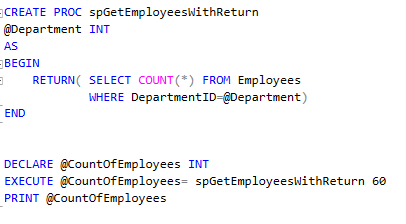 CREATE PROC spGetEmployeesWithReturn
@Department INT
AS
BEGIN
RETURN( SELECT COUNT(*) FROM Employees
WHERE DepartmentID=@Department)
END
DECLARE @CountOfEmployees INT
EXECUTE @CountOfEmployees= spGetEmployeesWithReturn 60
PRINT @CountOfEmployees